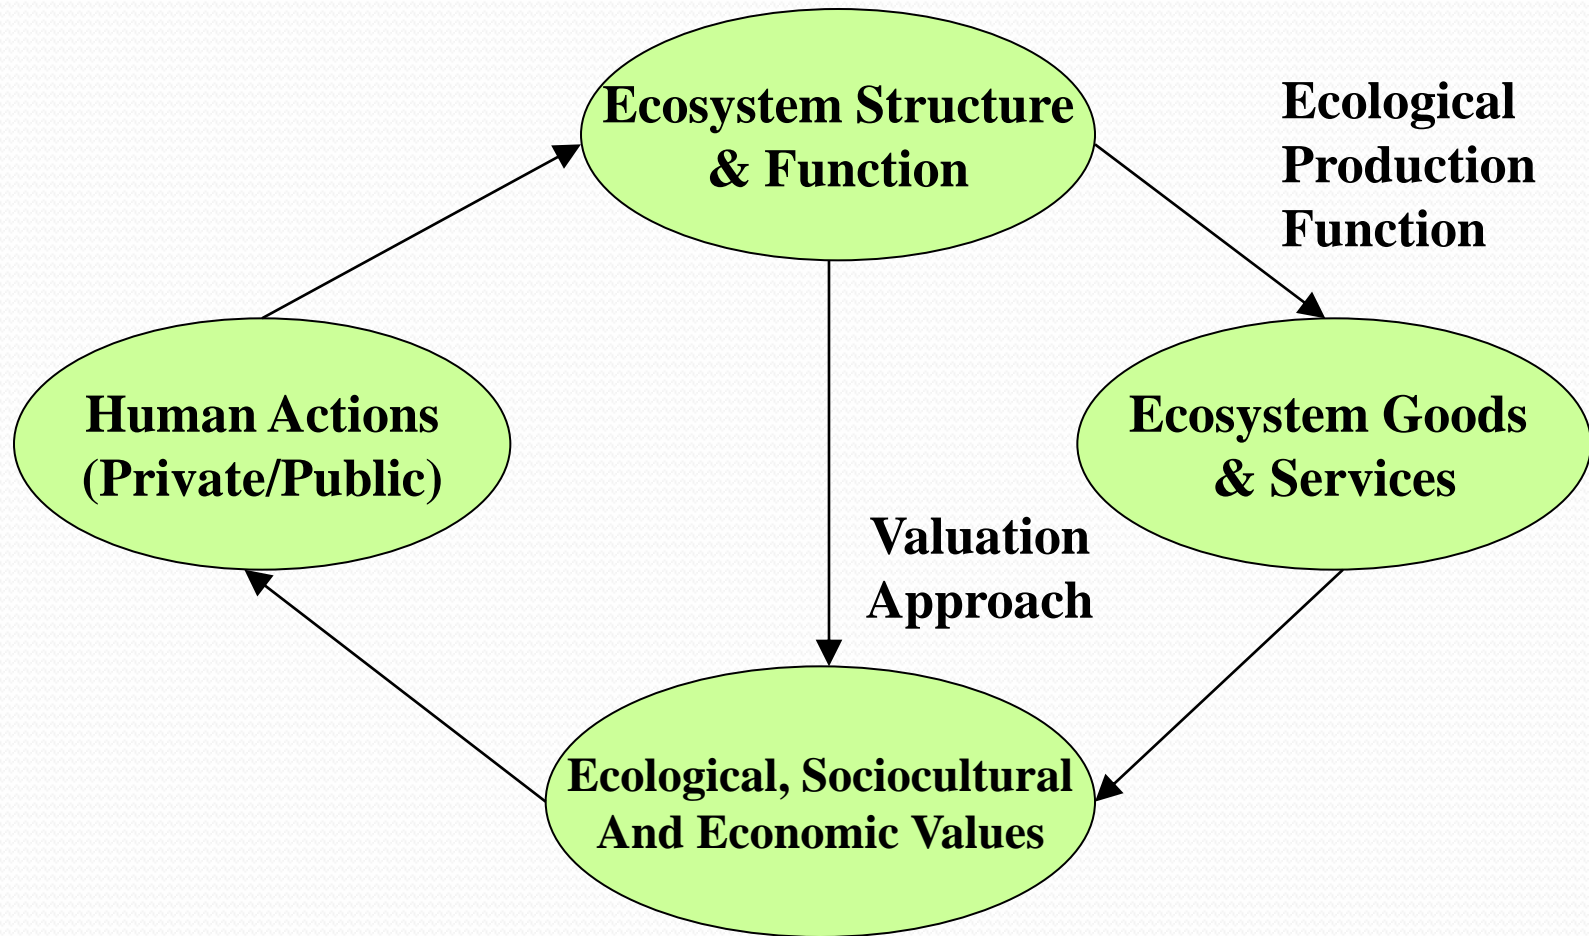 Ecosystem Structure
& Function
Ecological
Production
Function
Human Actions
(Private/Public)
Ecosystem Goods
& Services
Valuation
Approach
Ecological, Sociocultural
And Economic Values